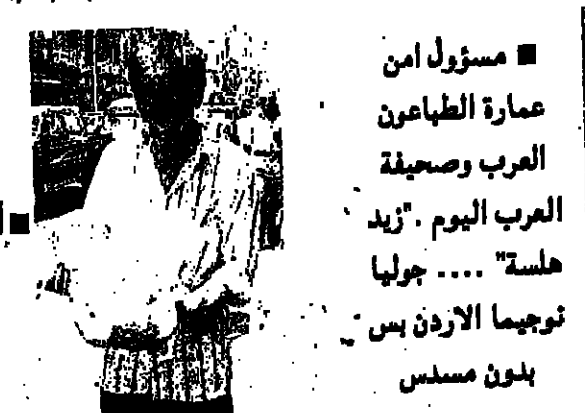 ■ مسؤول امن
عمارة الطباعون
العرب وصحيفة
العرب اليوم ."زيد
هلسة" .... جوليا
نوجيما الاردن بس
بدون مسدس